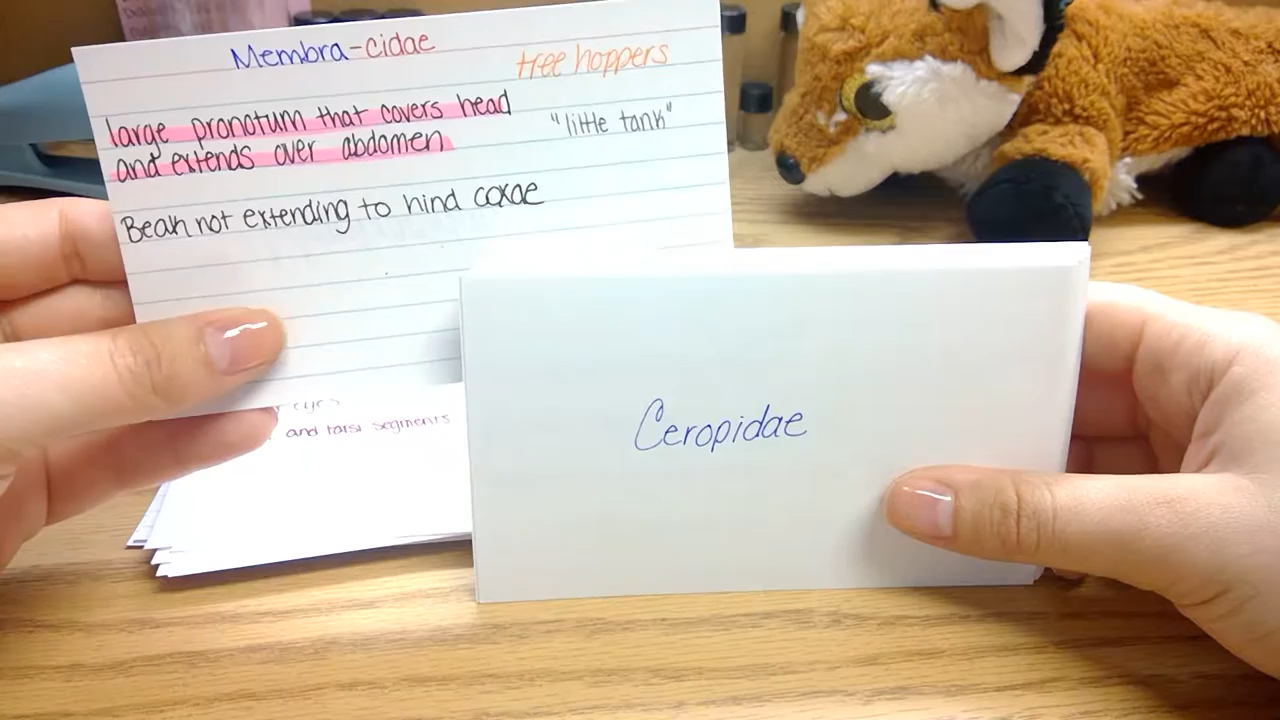 Membra-cidae
tree hoppers
large pronotum that covers head
and extends over abdomen
"little tank"
Beak not extending to hind coxae
eyes
and tarsi segments
Ceropidae